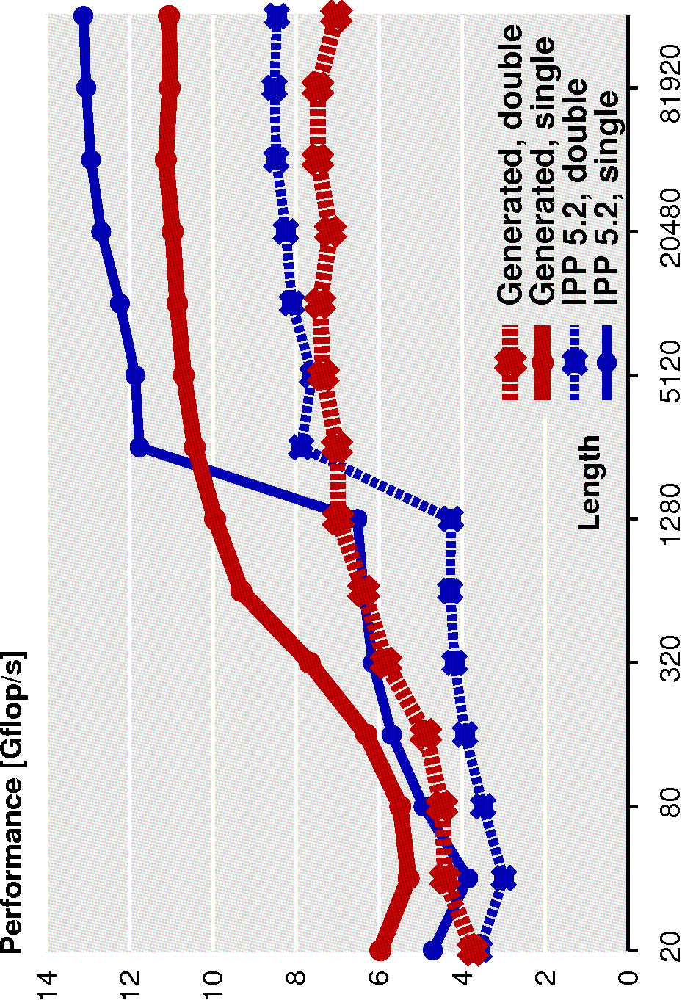 Performance [Gflop/s]
14
12
10
8
6
4
2
0
Generated, double
Generated, single
IPP 5.2, double
IPP 5.2, single
Length
20
80
320
1280
5120
20480
81920